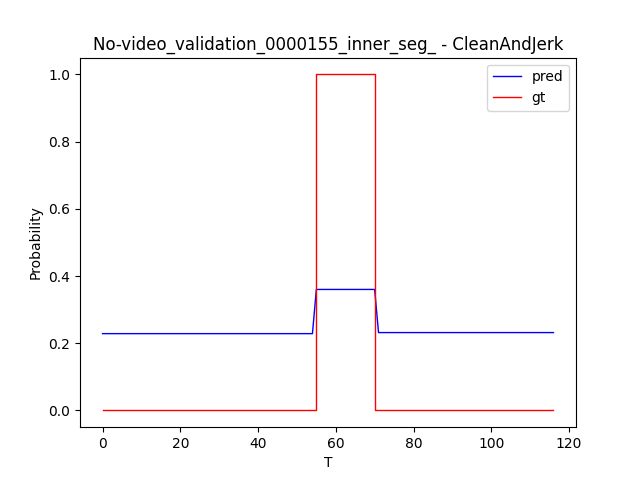 No-video_validation_0000155_inner_seg_ - CleanAndJerk
pred
gt
1.0
0.8
0.6
0.4
0.2
0.0
Probability
0 20 40 60 80 100 120
T